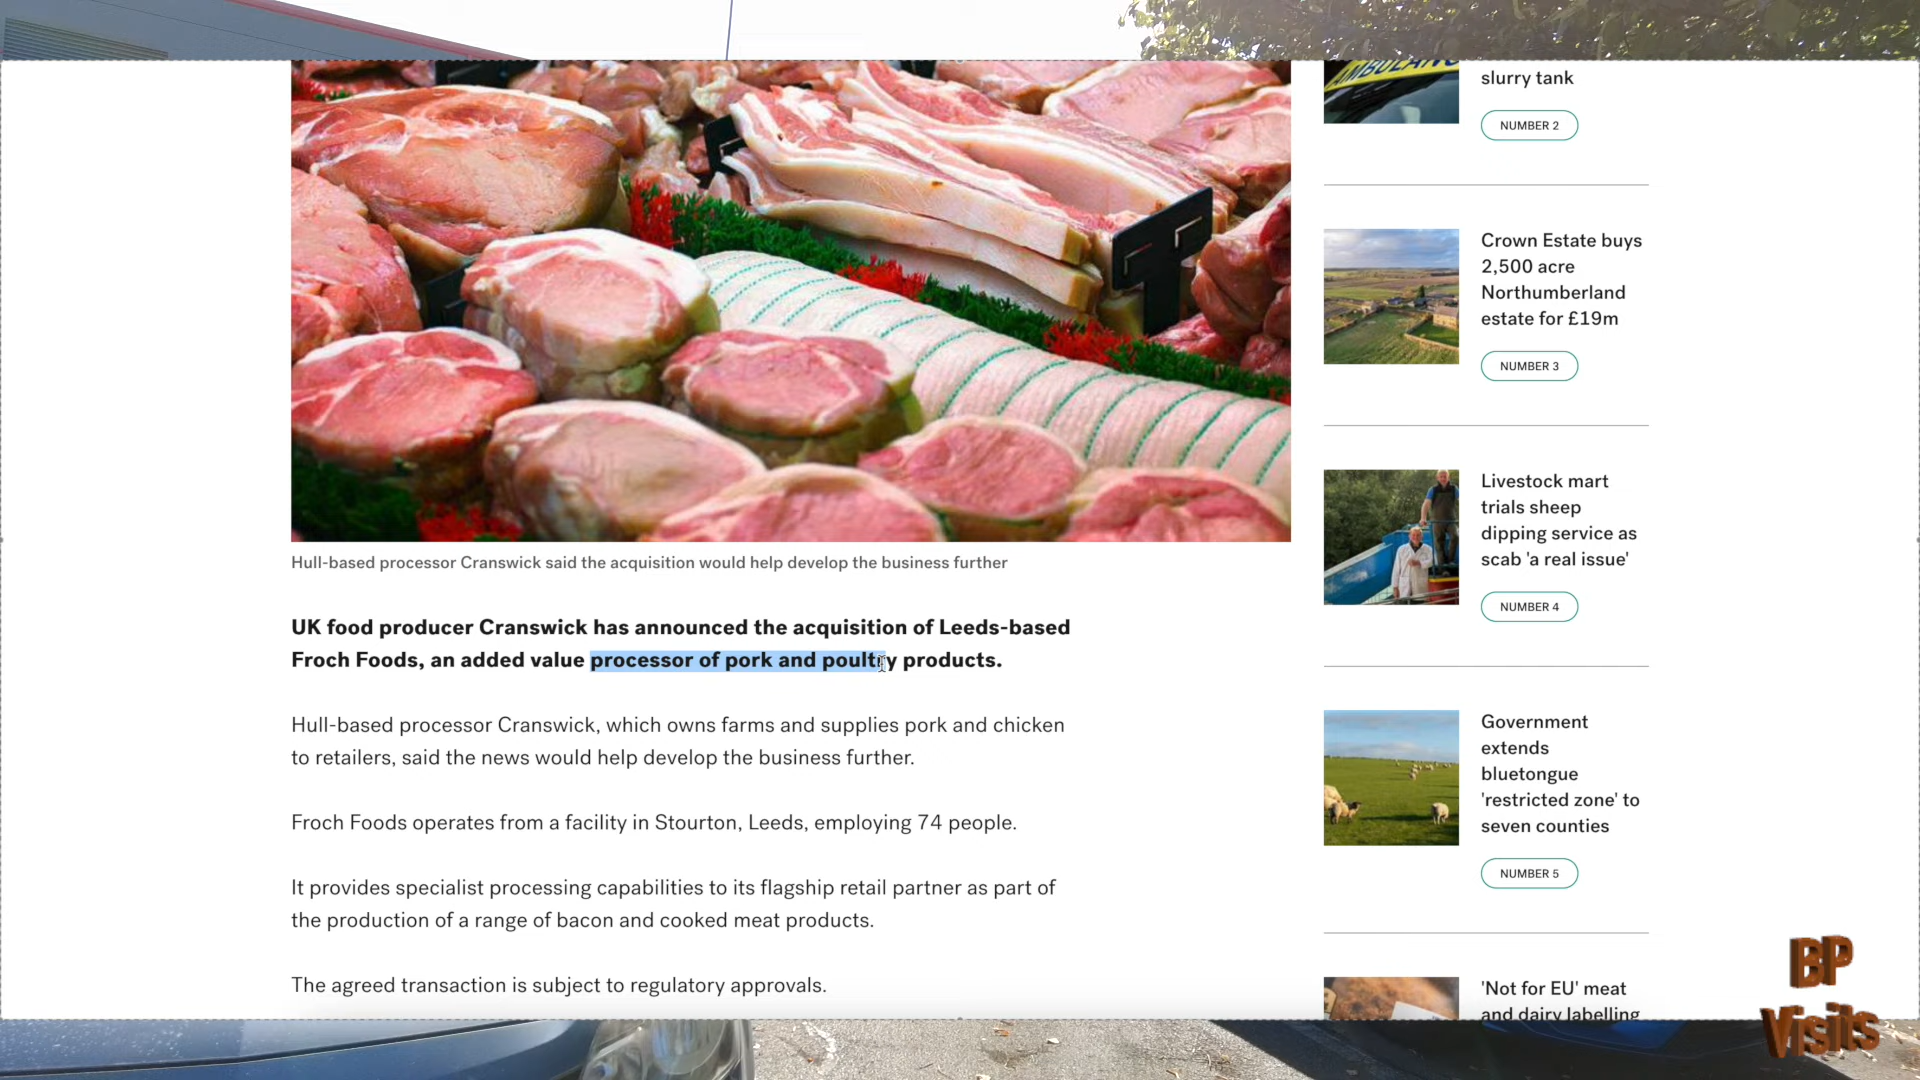 AMBULANC
slurry tank
NUMBER 2
Crown Estate buys
2,500 acre
Northumberland
estate for £19m
NUMBER 3
Livestock mart
trials sheep
dipping service as
scab 'a real issue'
NUMBER 4
Government
extends
bluetongue
'restricted zone' to
seven counties
NUMBER 5
'Not for EU' meat
and dairy labelling
Hull-based processor Cranswick said the acquisition would help develop the business further
UK food producer Cranswick has announced the acquisition of Leeds-based
Froch Foods, an added value processor of pork and poultry products.
Hull-based processor Cranswick, which owns farms and supplies pork and chicken
to retailers, said the news would help develop the business further.
Froch Foods operates from a facility in Stourton, Leeds, employing 74 people.
It provides specialist processing capabilities to its flagship retail partner as part of
the production of a range of bacon and cooked meat products.
The agreed transaction is subject to regulatory approvals.
BP
Visits